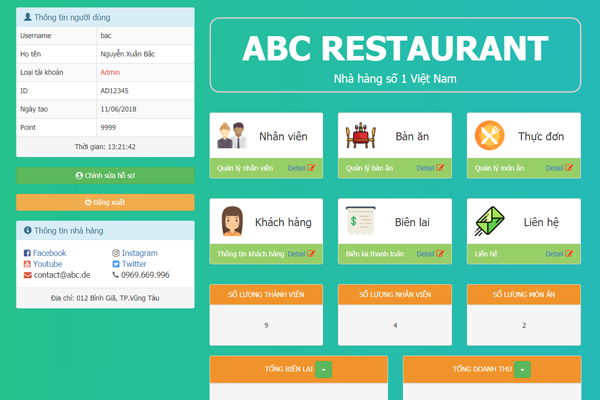 Thông tin người dùng
Username bac
Họ tên Nguyễn Xuân Bắc
Loại tài khoản Admin
ID AD12345
Ngày tạo 11/06/2018
Point 9999
Thời gian: 13:21:42
Chỉnh sửa hồ sơ
Đăng xuất
Thông tin nhà hàng
Facebook Instagram
Youtube Twitter
contact@abc.de 0969.669.996
Địa chỉ: 012 Bình Giã, TP.Vũng Tàu
ABC RESTAURANT
Nhà hàng số 1 Việt Nam
Nhân viên Bàn ăn Thực đơn
Quản lý nhân viên Detail Quản lý bàn ăn Detail Quản lý món ăn Detail
Khách hàng Biên lai Liên hệ
Thông tin khách hàng Detail Biên lai thanh toán Detail Liên hệ Detail
SỐ LƯỢNG THÀNH VIÊN SỐ LƯỢNG NHÂN VIÊN SỐ LƯỢNG MÓN ĂN
9 4 2
TỔNG BIÊN LAI TỔNG DOANH THU